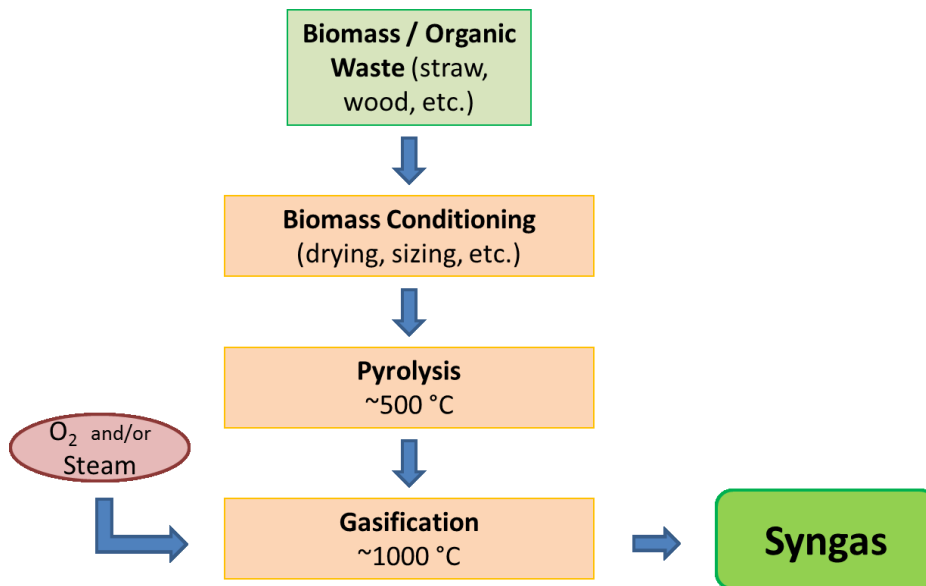 Biomass / Organic
Waste (straw,
wood, etc.)
Biomass Conditioning
(drying, sizing, etc.)
Pyrolysis
~500 °C
O₂ and/or
Steam
Gasification
~1000 °C
Syngas